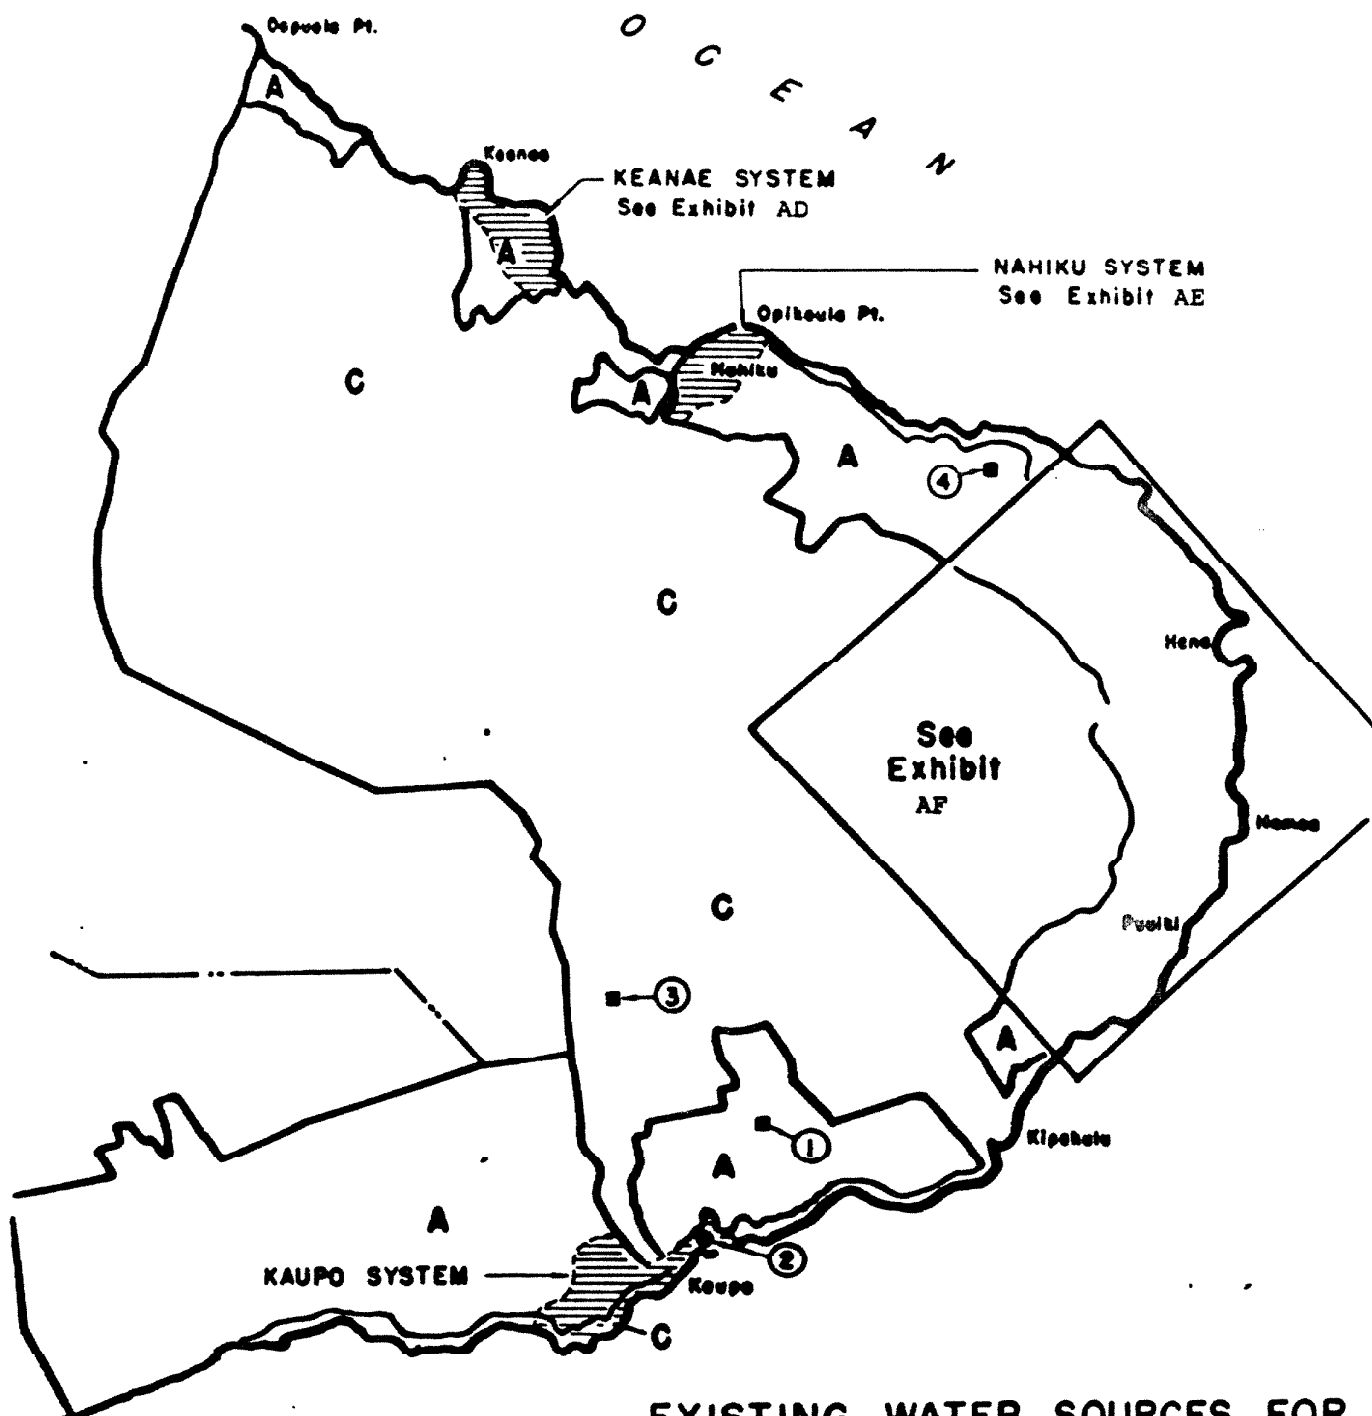 OCEAN
Oopuola Pt.
A
Keanae
KEANAE SYSTEM
See Exhibit AD
A
NAHIKU SYSTEM
See Exhibit AE
Opikoula Pt.
Nahiku
C
A
A
4
C
Hana
See
Exhibit
AF
Hamoa
C
Puuiki
3
A
Kipahulu
1
A
A
2
KAUPO SYSTEM
Kaupo
C
EXISTING WATER SOURCES FOR